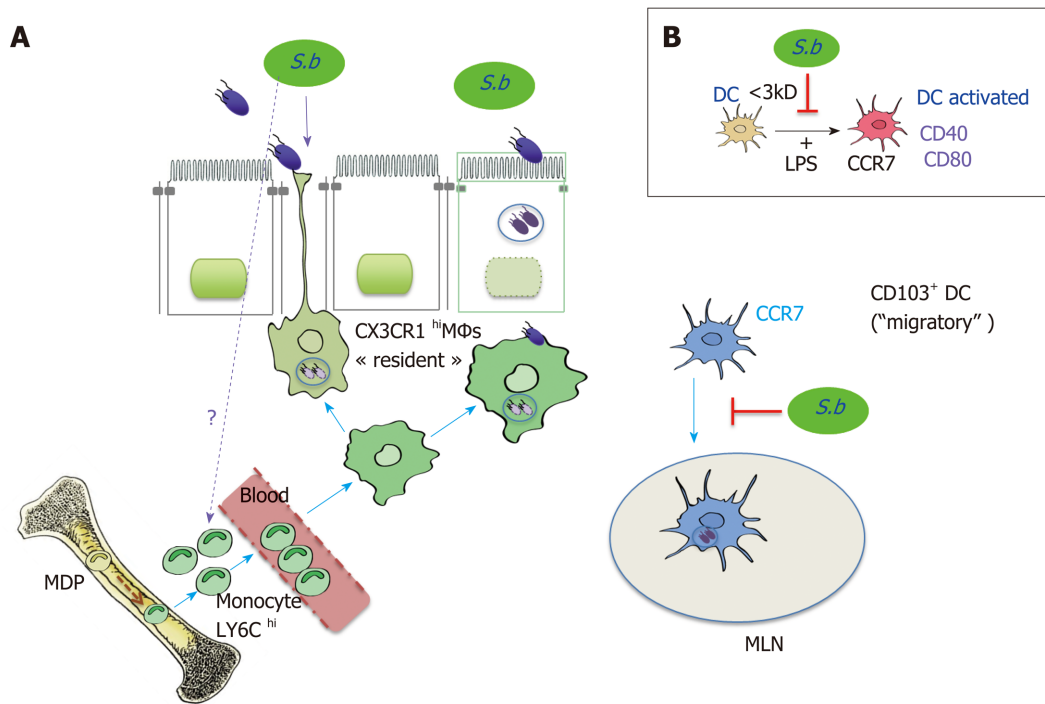 A
S.b
S.b
CX3CR1 hiMΦs
« resident »
?
Blood
MDP
Monocyte
LY6C hi
B
S.b
DC <3kD
DC activated
+
LPS
CCR7
CD40
CD80
CCR7
CD103+ DC
("migratory" )
S.b
MLN